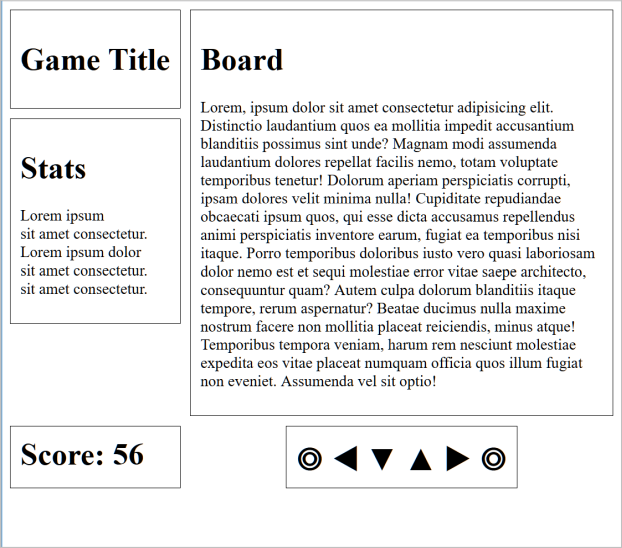 Game Title
Stats
Lorem ipsum
sit amet consectetur.
Lorem ipsum dolor
sit amet consectetur.
sit amet consectetur.
Board
Lorem, ipsum dolor sit amet consectetur adipisicing elit.
Distinctio laudantium quos ea mollitia impedit accusantium
blanditiis possimus sint unde? Magnam modi assumenda
laudantium dolores repellat facilis nemo, totam voluptate
temporibus tenetur! Dolorum aperiam perspiciatis corrupti,
ipsam dolores velit minima nulla! Cupiditate repudiandae
obcaecati ipsum quos, qui esse dicta accusamus repellendus
animi perspiciatis inventore earum, fugiat ea temporibus nisi
itaque. Porro temporibus doloribus iusto vero quasi laboriosam
dolor nemo est et sequi molestiae error vitae saepe architecto,
consequuntur quam? Autem culpa dolorum blanditiis itaque
tempore, rerum aspernatur? Beatae ducimus nulla maxime
nostrum facere non mollitia placeat reiciendis, minus atque!
Temporibus tempora veniam, harum rem nesciunt molestiae
expedita eos vitae placeat numquam officia quos illum fugiat
non eveniet. Assumenda vel sit optio!
Score: 56
◎ ◀ ▼ ▲ ▶ ◎